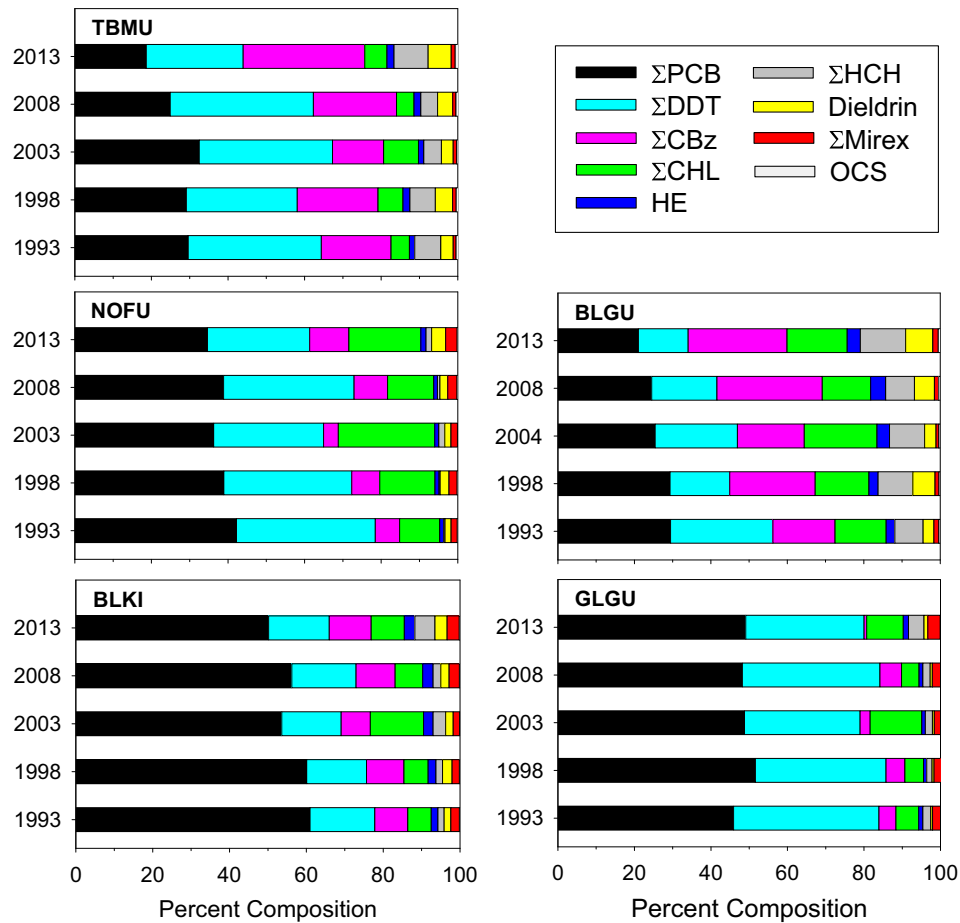 TBMU
2013
2008
2003
1998
1993
ΣPCB
ΣDDT
ΣCBz
ΣCHL
HE
ΣHCH
Dieldrin
ΣMirex
OCS
NOFU
2013
2008
2003
1998
1993
BLGU
2013
2008
2004
1998
1993
BLKI
2013
2008
2003
1998
1993
0 20 40 60 80 100
Percent Composition
GLGU
2013
2008
2003
1998
1993
0 20 40 60 80 100
Percent Composition